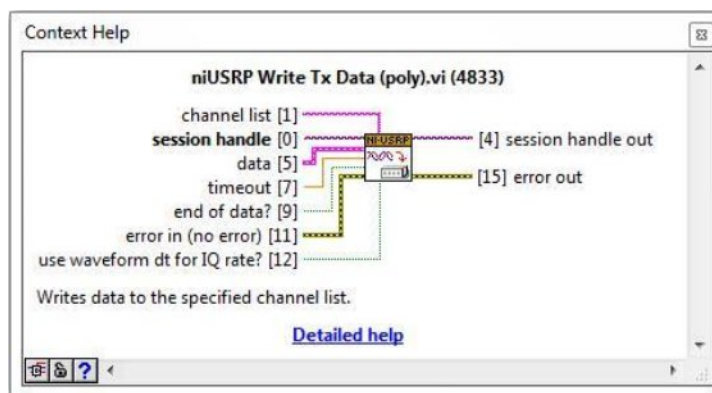 Context Help
niUSRP Write Tx Data (poly).vi (4833)
channel list [1]
session handle [0]
data [5]
timeout [7]
end of data? [9]
error in (no error) [11]
use waveform dt for IQ rate? [12]
NI-USRP
[4] session handle out
[15] error out
Writes data to the specified channel list.
Detailed help
?